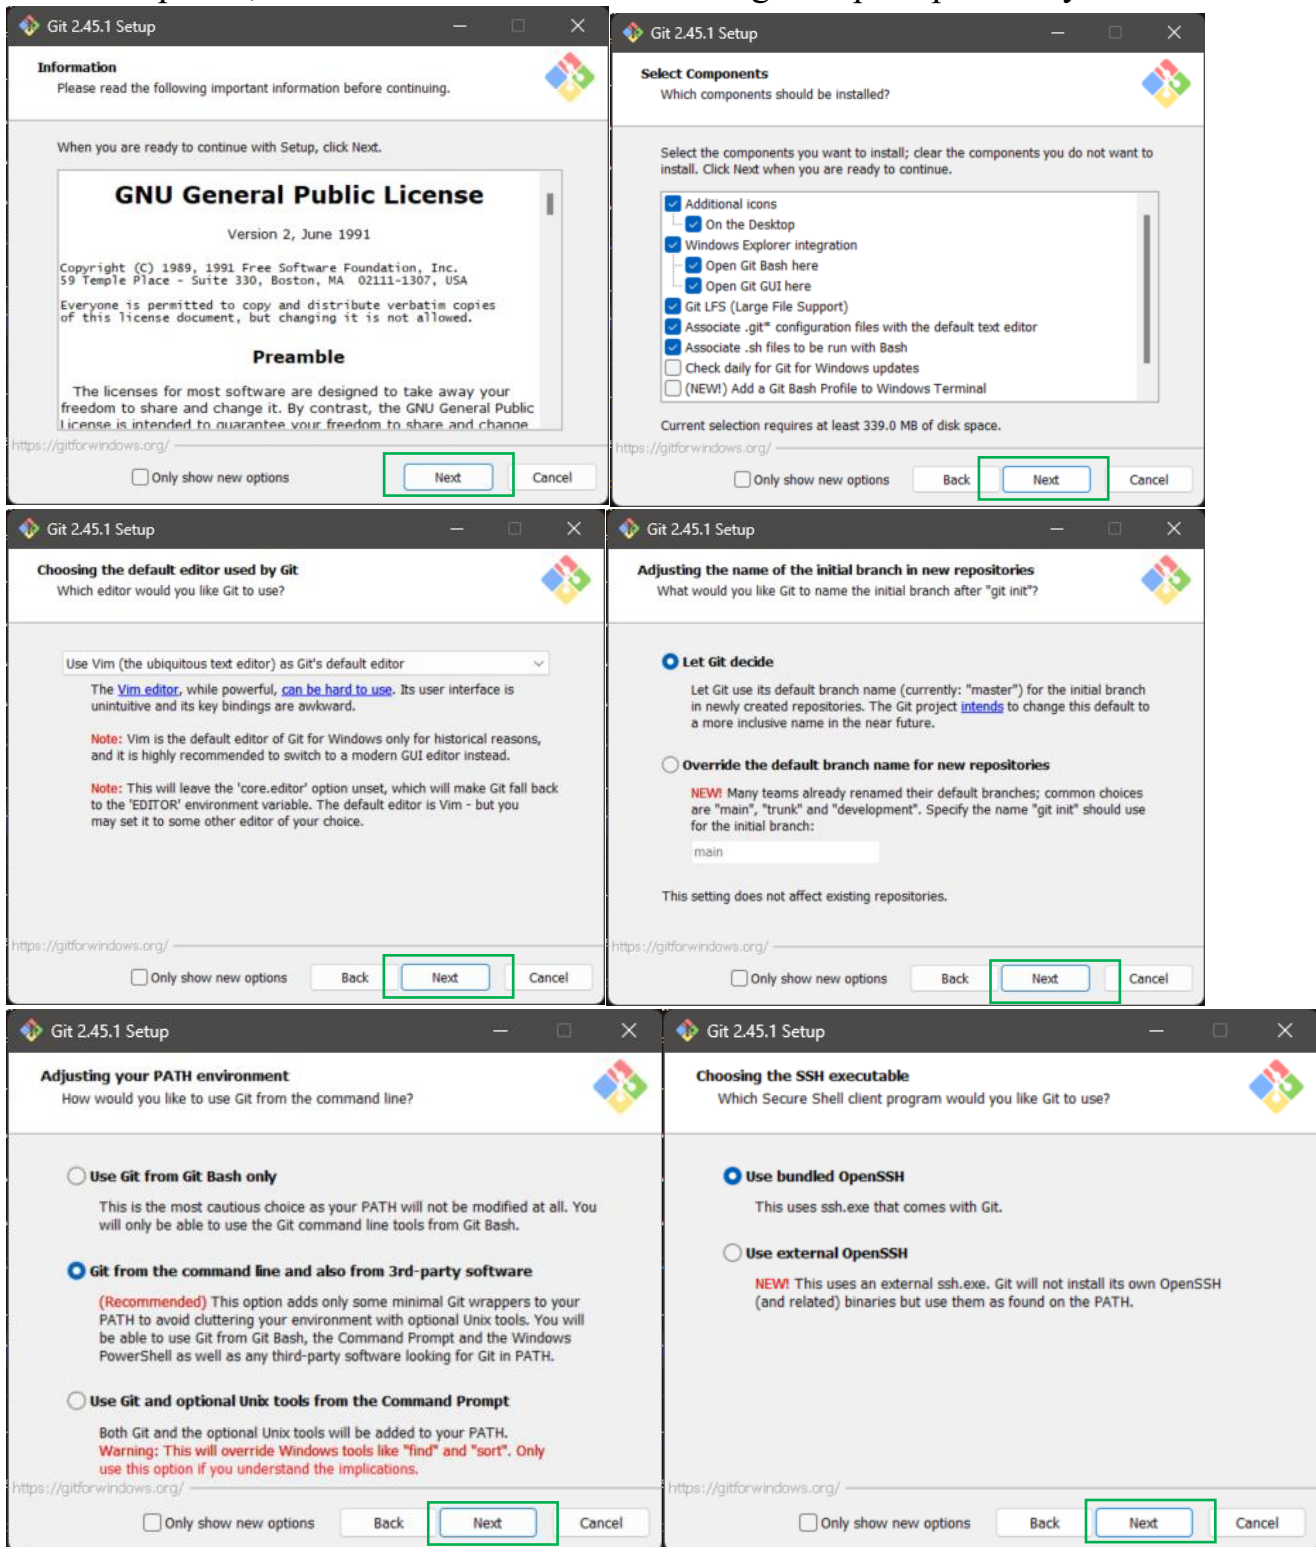 Git 2.45.1 Setup
Information
Please read the following important information before continuing.
When you are ready to continue with Setup, click Next.
GNU General Public License
Version 2, June 1991
Copyright (C) 1989, 1991 Free Software Foundation, Inc.
59 Temple Place - Suite 330, Boston, MA 02111-1307, USA
Everyone is permitted to copy and distribute verbatim copies
of this license document, but changing it is not allowed.
Preamble
The licenses for most software are designed to take away your
freedom to share and change it. By contrast, the GNU General Public
License is intended to guarantee your freedom to share and change
https://gitforwindows.org/
Only show new options
Next
Cancel
Git 2.45.1 Setup
Select Components
Which components should be installed?
Select the components you want to install; clear the components you do not want to
install. Click Next when you are ready to continue.
Additional icons
On the Desktop
Windows Explorer integration
Open Git Bash here
Open Git GUI here
Git LFS (Large File Support)
Associate .git* configuration files with the default text editor
Associate .sh files to be run with Bash
Check daily for Git for Windows updates
(NEW!) Add a Git Bash Profile to Windows Terminal
Current selection requires at least 339.0 MB of disk space.
https://gitforwindows.org/
Only show new options
Back
Next
Cancel
Git 2.45.1 Setup
Choosing the default editor used by Git
Which editor would you like Git to use?
Use Vim (the ubiquitous text editor) as Git's default editor
The Vim editor, while powerful, can be hard to use. Its user interface is
unintuitive and its key bindings are awkward.
Note: Vim is the default editor of Git for Windows only for historical reasons,
and it is highly recommended to switch to a modern GUI editor instead.
Note: This will leave the 'core.editor' option unset, which will make Git fall back
to the 'EDITOR' environment variable. The default editor is Vim - but you
may set it to some other editor of your choice.
https://gitforwindows.org/
Only show new options
Back
Next
Cancel
Git 2.45.1 Setup
Adjusting the name of the initial branch in new repositories
What would you like Git to name the initial branch after "git init"?
Let Git decide
Let Git use its default branch name (currently: "master") for the initial branch
in newly created repositories. The Git project intends to change this default to
a more inclusive name in the near future.
Override the default branch name for new repositories
NEW! Many teams already renamed their default branches; common choices
are "main", "trunk" and "development". Specify the name "git init" should use
for the initial branch:
main
This setting does not affect existing repositories.
https://gitforwindows.org/
Only show new options
Back
Next
Cancel
Git 2.45.1 Setup
Adjusting your PATH environment
How would you like to use Git from the command line?
Use Git from Git Bash only
This is the most cautious choice as your PATH will not be modified at all. You
will only be able to use the Git command line tools from Git Bash.
Git from the command line and also from 3rd-party software
(Recommended) This option adds only some minimal Git wrappers to your
PATH to avoid cluttering your environment with optional Unix tools. You will
be able to use Git from Git Bash, the Command Prompt and the Windows
PowerShell as well as any third-party software looking for Git in PATH.
Use Git and optional Unix tools from the Command Prompt
Both Git and the optional Unix tools will be added to your PATH.
Warning: This will override Windows tools like "find" and "sort". Only
use this option if you understand the implications.
https://gitforwindows.org/
Only show new options
Back
Next
Cancel
Git 2.45.1 Setup
Choosing the SSH executable
Which Secure Shell client program would you like Git to use?
Use bundled OpenSSH
This uses ssh.exe that comes with Git.
Use external OpenSSH
NEW! This uses an external ssh.exe. Git will not install its own OpenSSH
(and related) binaries but use them as found on the PATH.
https://gitforwindows.org/
Only show new options
Back
Next
Cancel